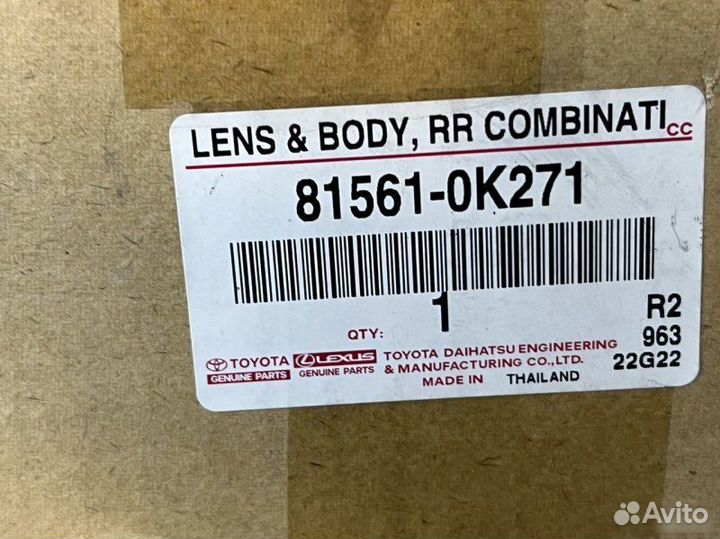 LENS & BODY, RR COMBINATI CC
81561-0K271
QTY: 1
R2
963
22G22
TOYOTA
GENUINE PARTS
LEXUS
GENUINE PARTS
TOYOTA DAIHATSU ENGINEERING
& MANUFACTURING CO., LTD.
MADE IN THAILAND
Avito